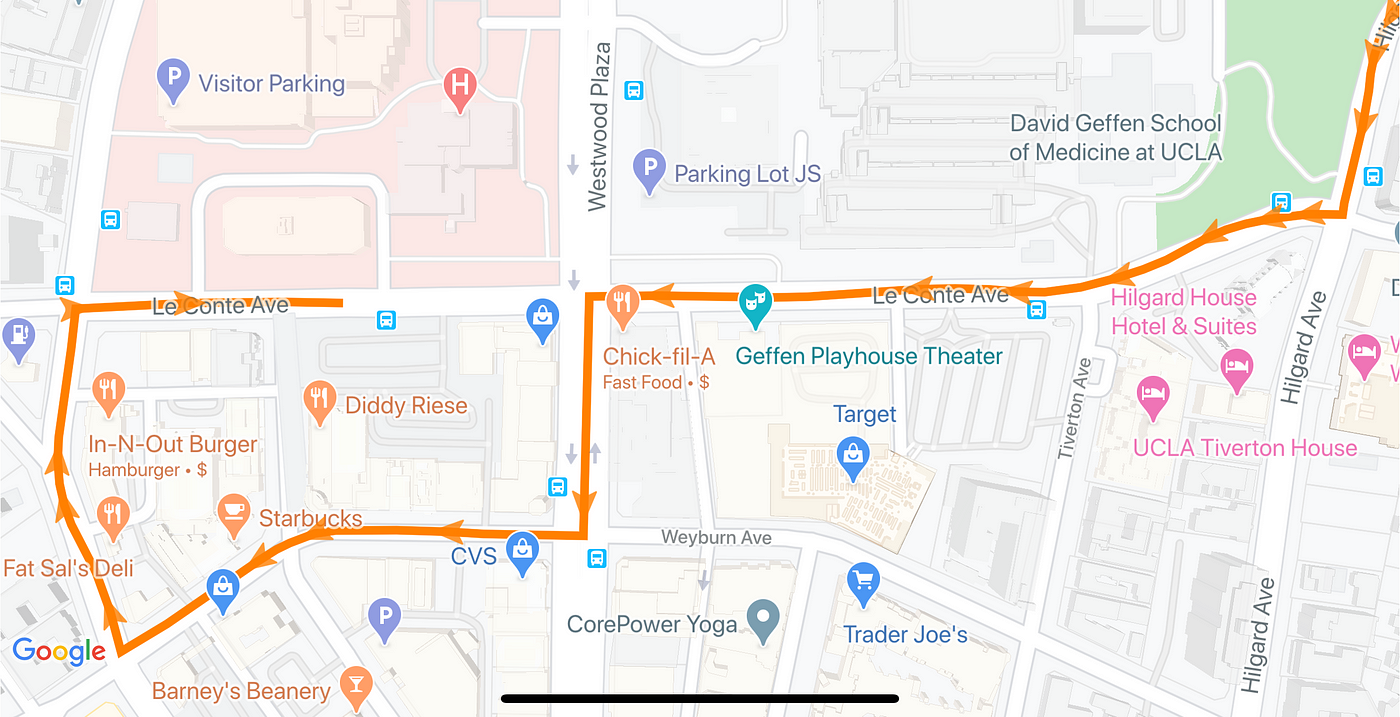 Hilg
Visitor Parking
P
H
Westwood Plaza
P
Parking Lot JS
David Geffen School
of Medicine at UCLA
Le Conte Ave
Le Conte Ave
Hilgard House
Hotel & Suites
Hilgard Ave
Chick-fil-A
Fast Food • $
Geffen Playhouse Theater
Diddy Riese
Target
Tiverton Ave
UCLA Tiverton House
In-N-Out Burger
Hamburger • $
Starbucks
Weyburn Ave
CVS
Fat Sal's Deli
P
CorePower Yoga
Trader Joe's
Hilgard Ave
Google
Barney's Beanery